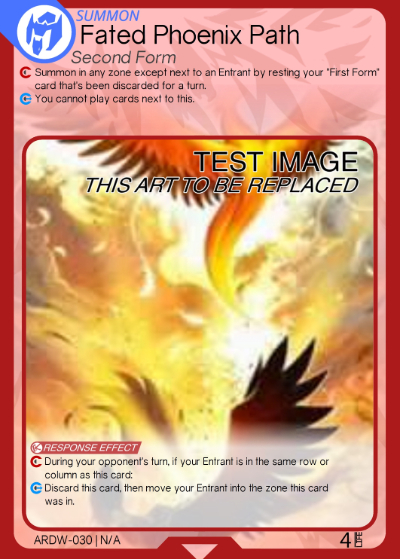 SUMMON
Fated Phoenix Path
Second Form
C Summon in any zone except next to an Entrant by resting your "First Form"
card that's been discarded for a turn.
E You cannot play cards next to this.
TEST IMAGE
THIS ART TO BE REPLACED
RESPONSE EFFECT
C During your opponent's turn, if your Entrant is in the same row or
column as this card:
E Discard this card, then move your Entrant into the zone this card
was in.
ARDW-030 | N/A
4 LIFE